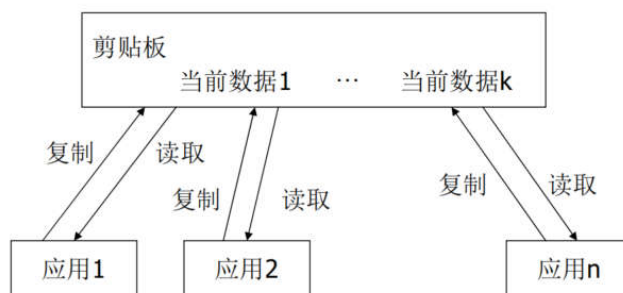 剪贴板
当前数据1 … 当前数据k
复制 读取 复制 读取 复制 读取
应用1 应用2 应用n